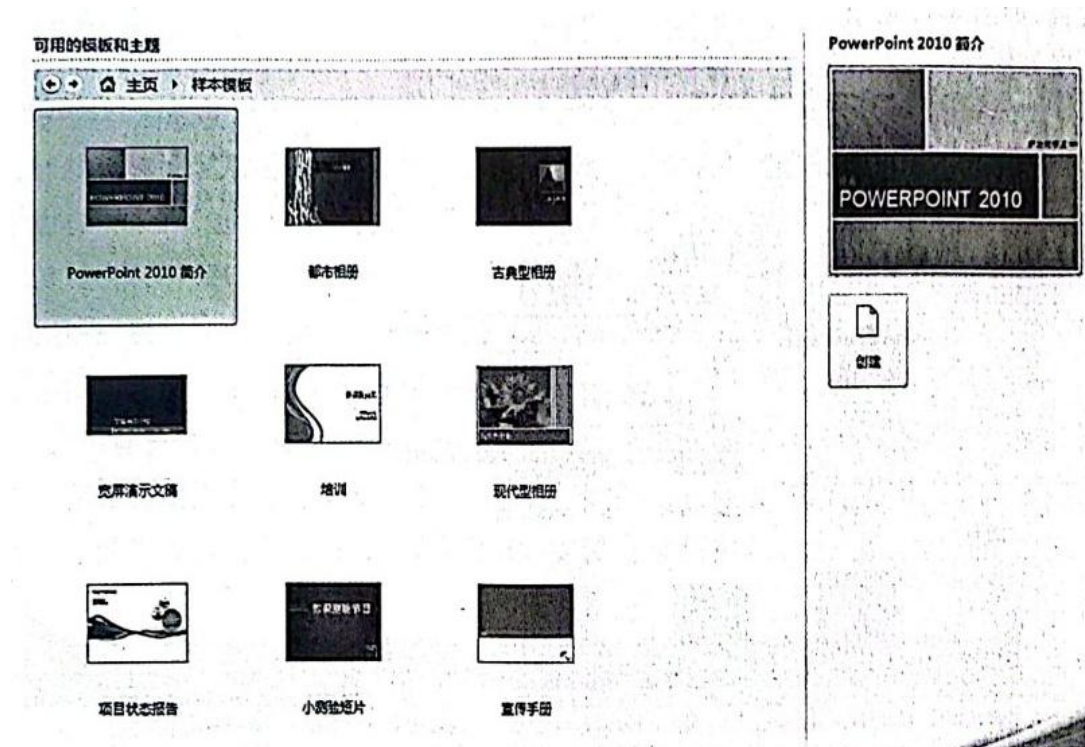 可用的模板和主题
PowerPoint 2010 简介
主页 样本模板
POWERPOINT 2010
PowerPoint 2010 简介
都市相册
古典型相册
POWERPOINT 2010
创建
宽屏演示文稿
培训
现代型相册
项目状态报告
小测验短片
宣传手册